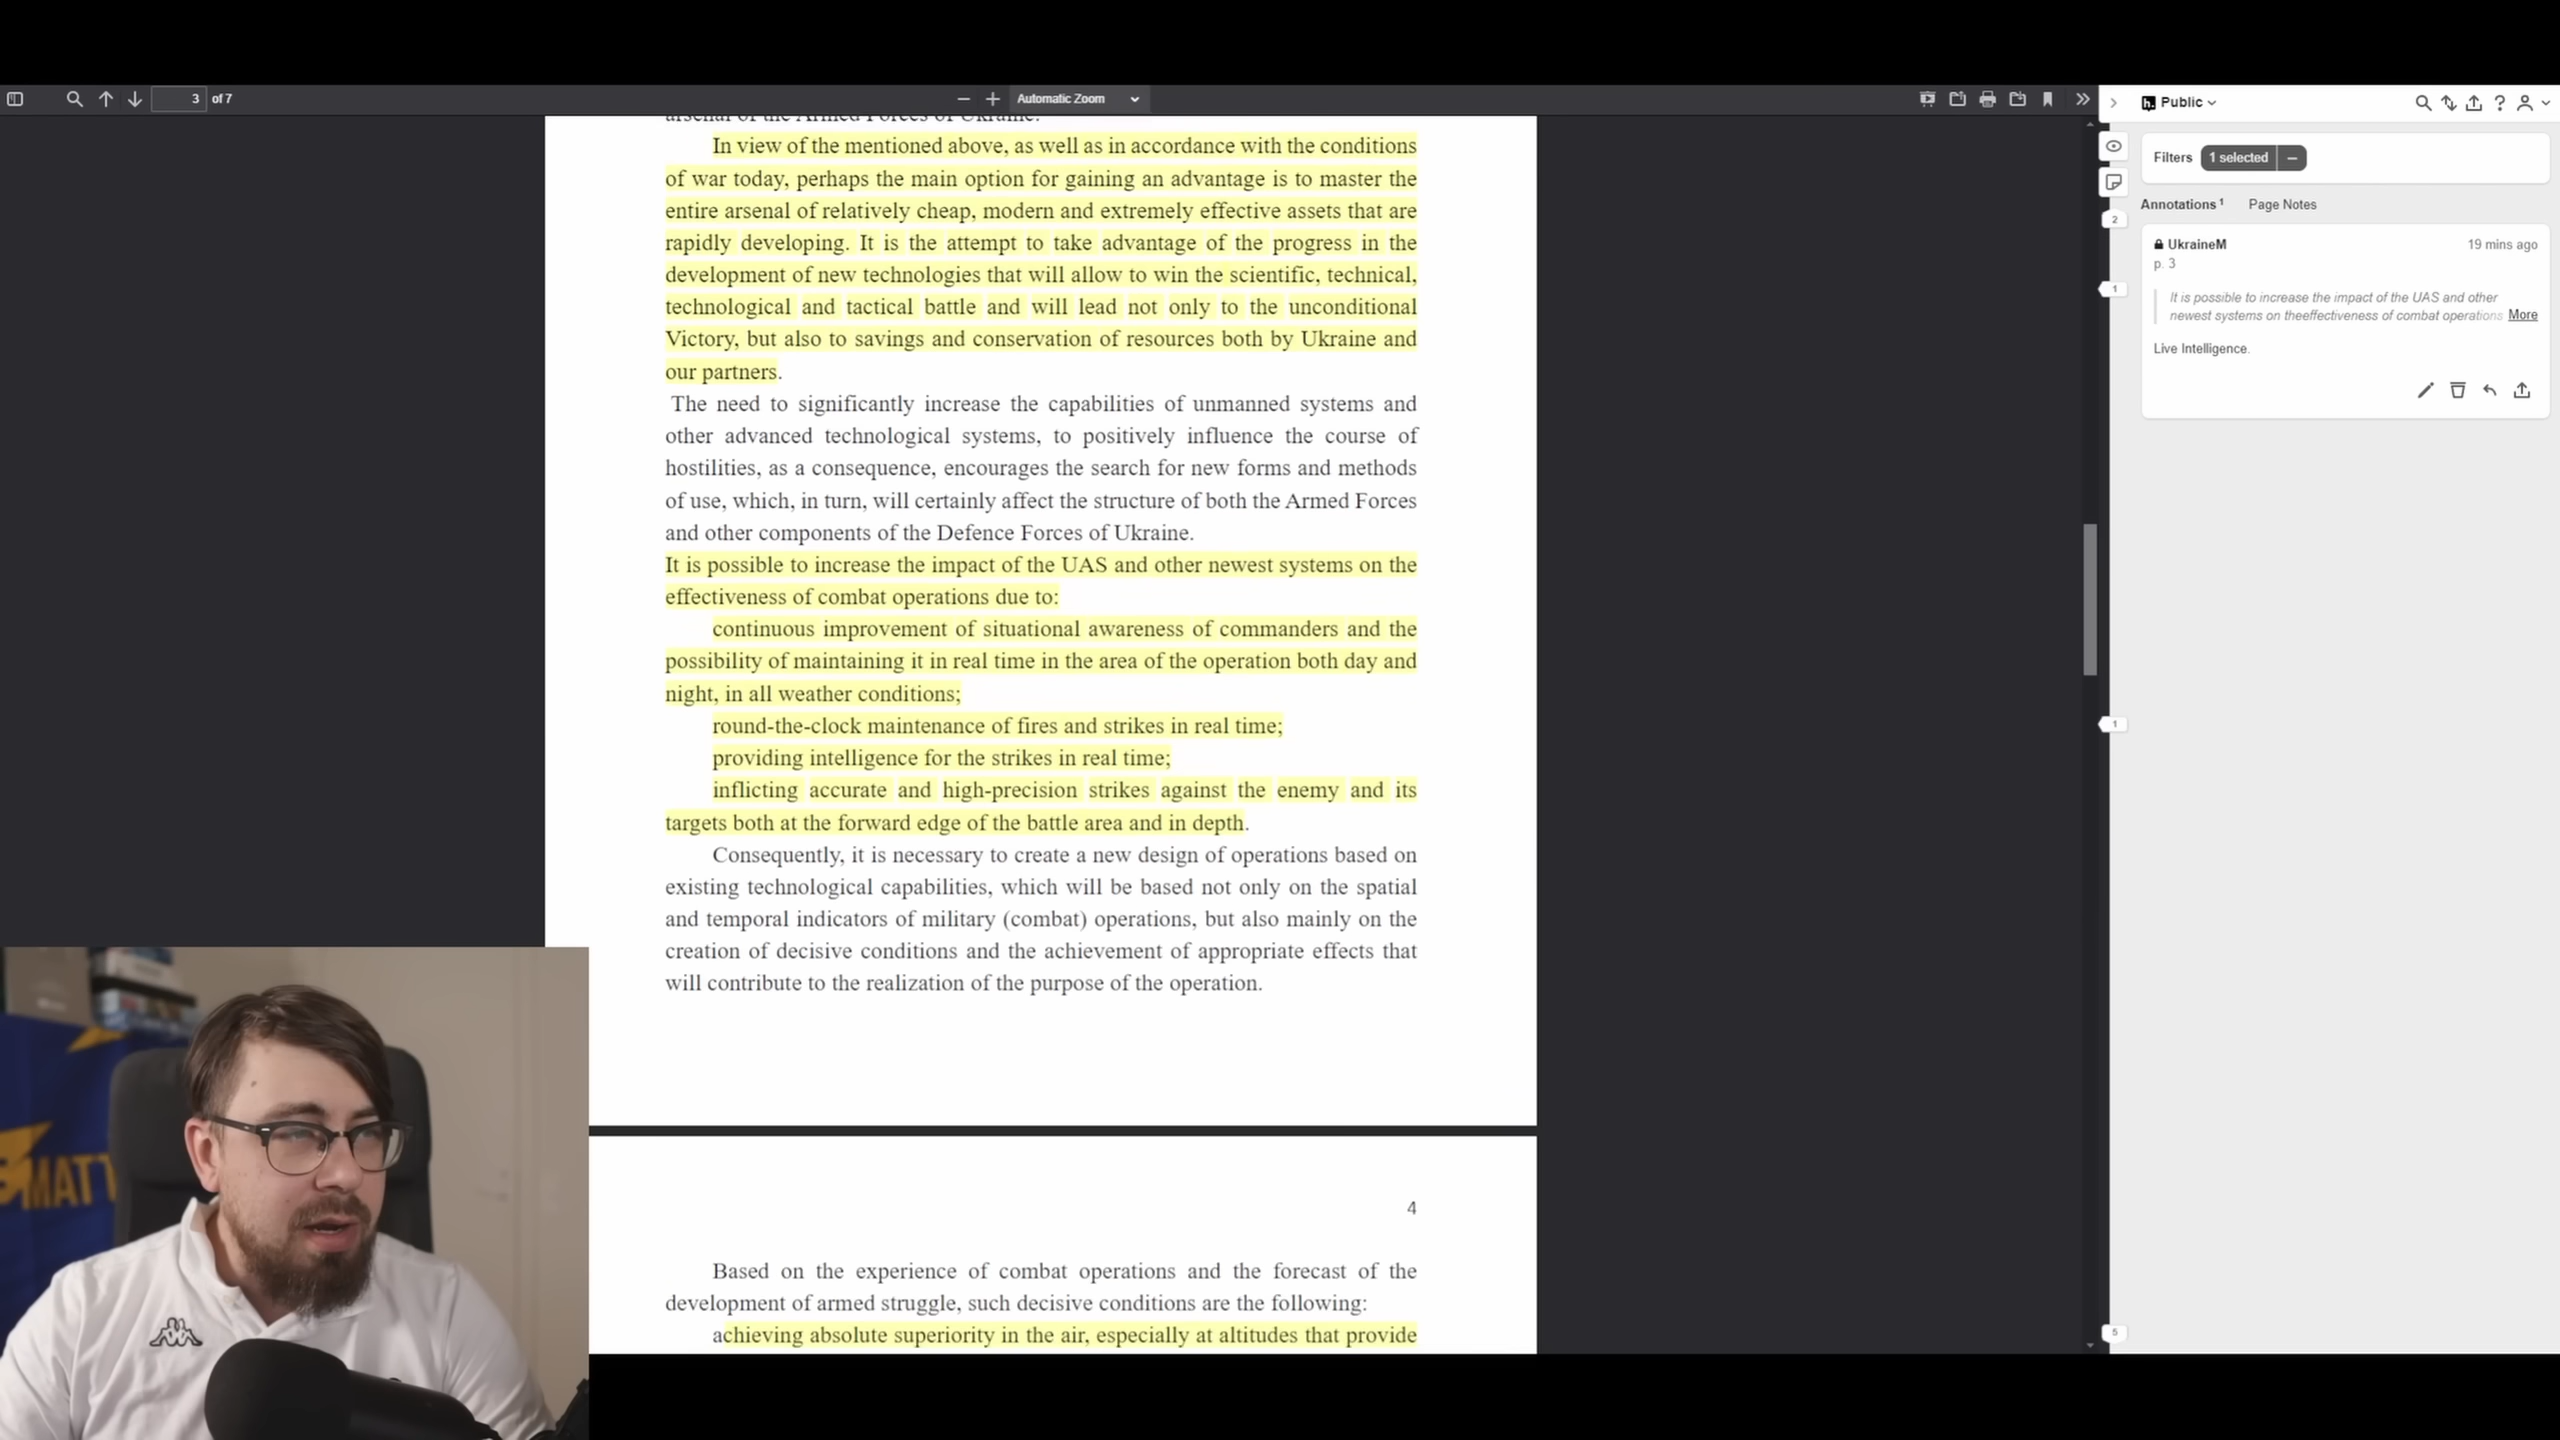 3 of 7
Automatic Zoom
In view of the mentioned above, as well as in accordance with the conditions
of war today, perhaps the main option for gaining an advantage is to master the
entire arsenal of relatively cheap, modern and extremely effective assets that are
rapidly developing. It is the attempt to take advantage of the progress in the
development of new technologies that will allow to win the scientific, technical,
technological and tactical battle and will lead not only to the unconditional
Victory, but also to savings and conservation of resources both by Ukraine and
our partners.
The need to significantly increase the capabilities of unmanned systems and
other advanced technological systems, to positively influence the course of
hostilities, as a consequence, encourages the search for new forms and methods
of use, which, in turn, will certainly affect the structure of both the Armed Forces
and other components of the Defence Forces of Ukraine.
It is possible to increase the impact of the UAS and other newest systems on the
effectiveness of combat operations due to:
continuous improvement of situational awareness of commanders and the
possibility of maintaining it in real time in the area of the operation both day and
night, in all weather conditions;
round-the-clock maintenance of fires and strikes in real time;
providing intelligence for the strikes in real time;
inflicting accurate and high-precision strikes against the enemy and its
targets both at the forward edge of the battle area and in depth.
Consequently, it is necessary to create a new design of operations based on
existing technological capabilities, which will be based not only on the spatial
and temporal indicators of military (combat) operations, but also mainly on the
creation of decisive conditions and the achievement of appropriate effects that
will contribute to the realization of the purpose of the operation.
4
Based on the experience of combat operations and the forecast of the
development of armed struggle, such decisive conditions are the following:
achieving absolute superiority in the air, especially at altitudes that provide
Public
Filters 1 selected
Annotations 1 Page Notes
UkraineM 19 mins ago
p. 3
It is possible to increase the impact of the UAS and other
newest systems on theeffectiveness of combat operations More
Live Intelligence.
2
1
1
5
MATT